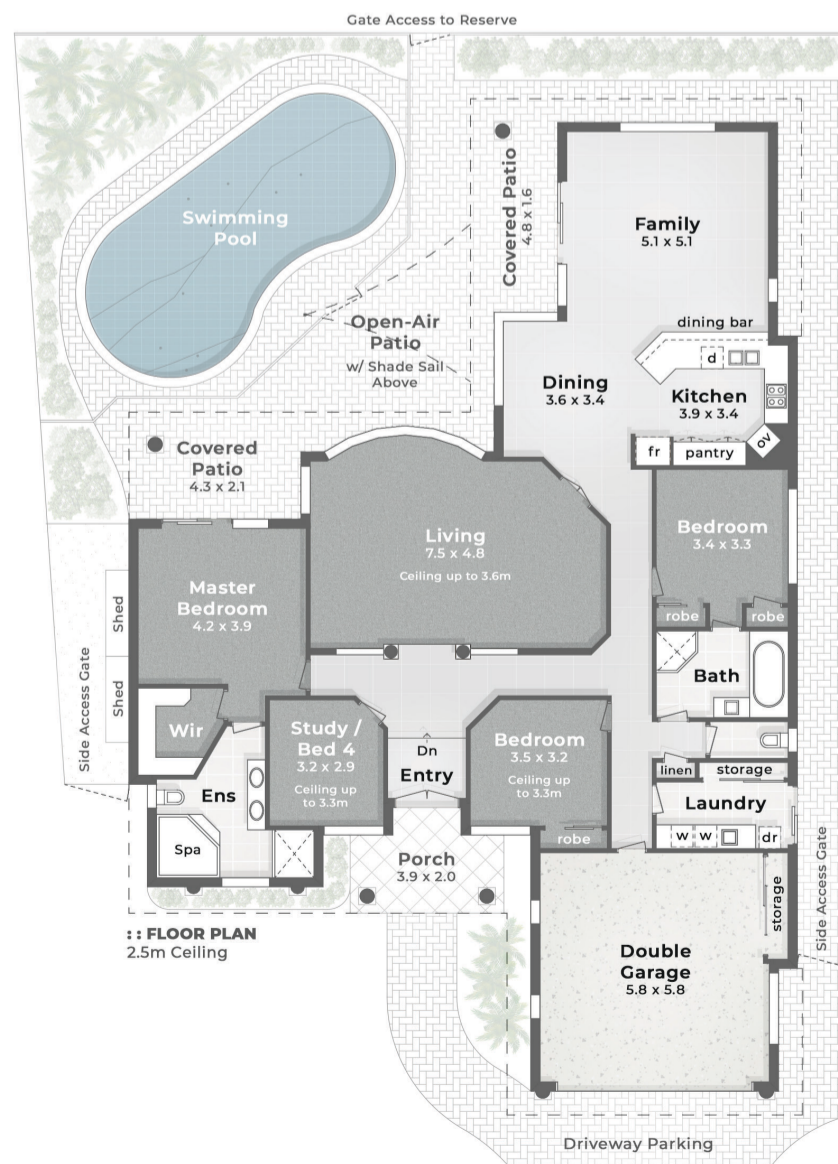 Gate Access to Reserve
Swimming
Pool
Covered Patio
4.8 x 1.6
Family
5.1 x 5.1
Open-Air
Patio
w/ Shade Sail
Above
dining bar
d
Dining
3.6 x 3.4
Kitchen
3.9 x 3.4
fr
pantry
ov
Covered
Patio
4.3 x 2.1
Living
7.5 x 4.8
Ceiling up to 3.6m
Bedroom
3.4 x 3.3
robe
robe
Master
Bedroom
4.2 x 3.9
Shed
Shed
Side Access Gate
Bath
Wir
Study /
Bed 4
3.2 x 2.9
Ceiling up
to 3.3m
Dn
Entry
Bedroom
3.5 x 3.2
Ceiling up
to 3.3m
robe
linen
storage
Laundry
w
w
dr
Ens
Spa
Porch
3.9 x 2.0
storage
Side Access Gate
:: FLOOR PLAN
2.5m Ceiling
Double
Garage
5.8 x 5.8
Driveway Parking